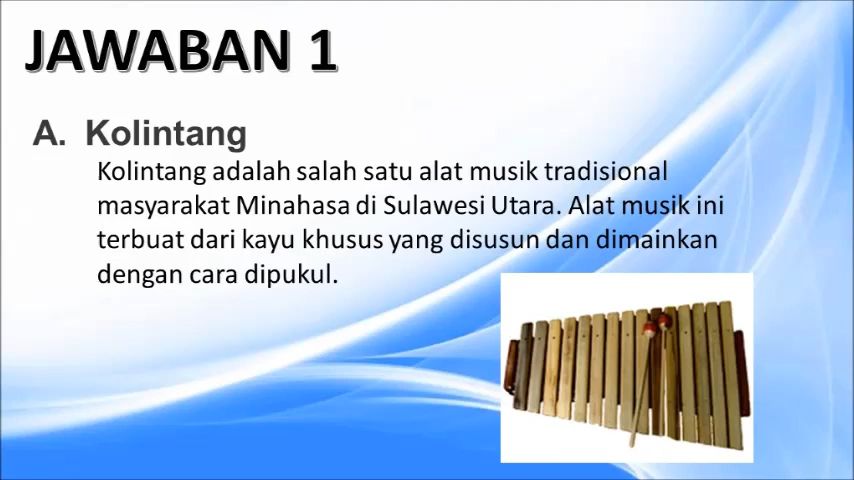 JAWABAN 1
A. Kolintang
Kolintang adalah salah satu alat musik tradisional
masyarakat Minahasa di Sulawesi Utara. Alat musik ini
terbuat dari kayu khusus yang disusun dan dimainkan
dengan cara dipukul.